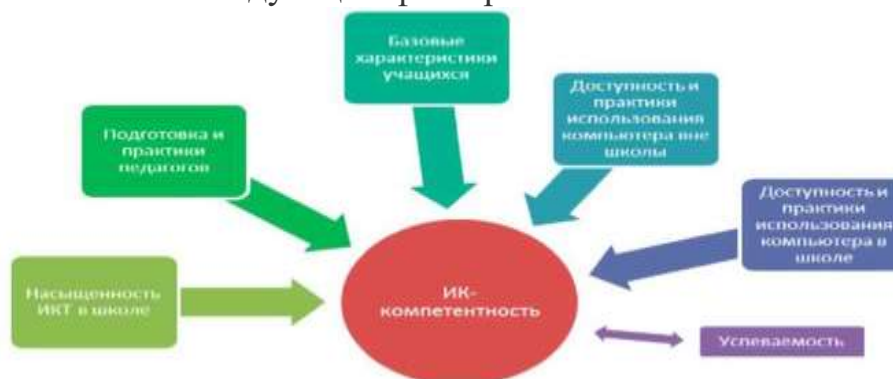 Базовые
характеристики
учащихся
Доступность и
практики
использования
компьютера вне
школы
Подготовка и
практики
педагогов
Доступность и
практики
использования
компьютера в
школе
Насыщенность
ИКТ в школе
ИК-
компетентность
Успеваемость